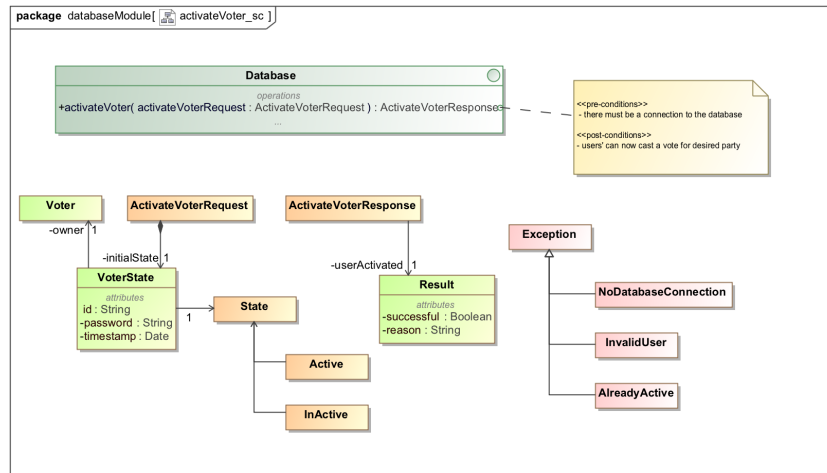 package databaseModule[ activateVoter_sc ]
Database
operations
+activateVoter( activateVoterRequest : ActivateVoterRequest ) : ActivateVoterResponse
...
<<pre-conditions>>
- there must be a connection to the database
<<post-conditions>>
- users' can now cast a vote for desired party
Voter
ActivateVoterRequest
ActivateVoterResponse
Exception
-owner 1
-initialState 1
-userActivated 1
VoterState
attributes
id : String
-password : String
-timestamp : Date
1
State
Result
attributes
-successful : Boolean
-reason : String
NoDatabaseConnection
InvalidUser
Active
AlreadyActive
InActive